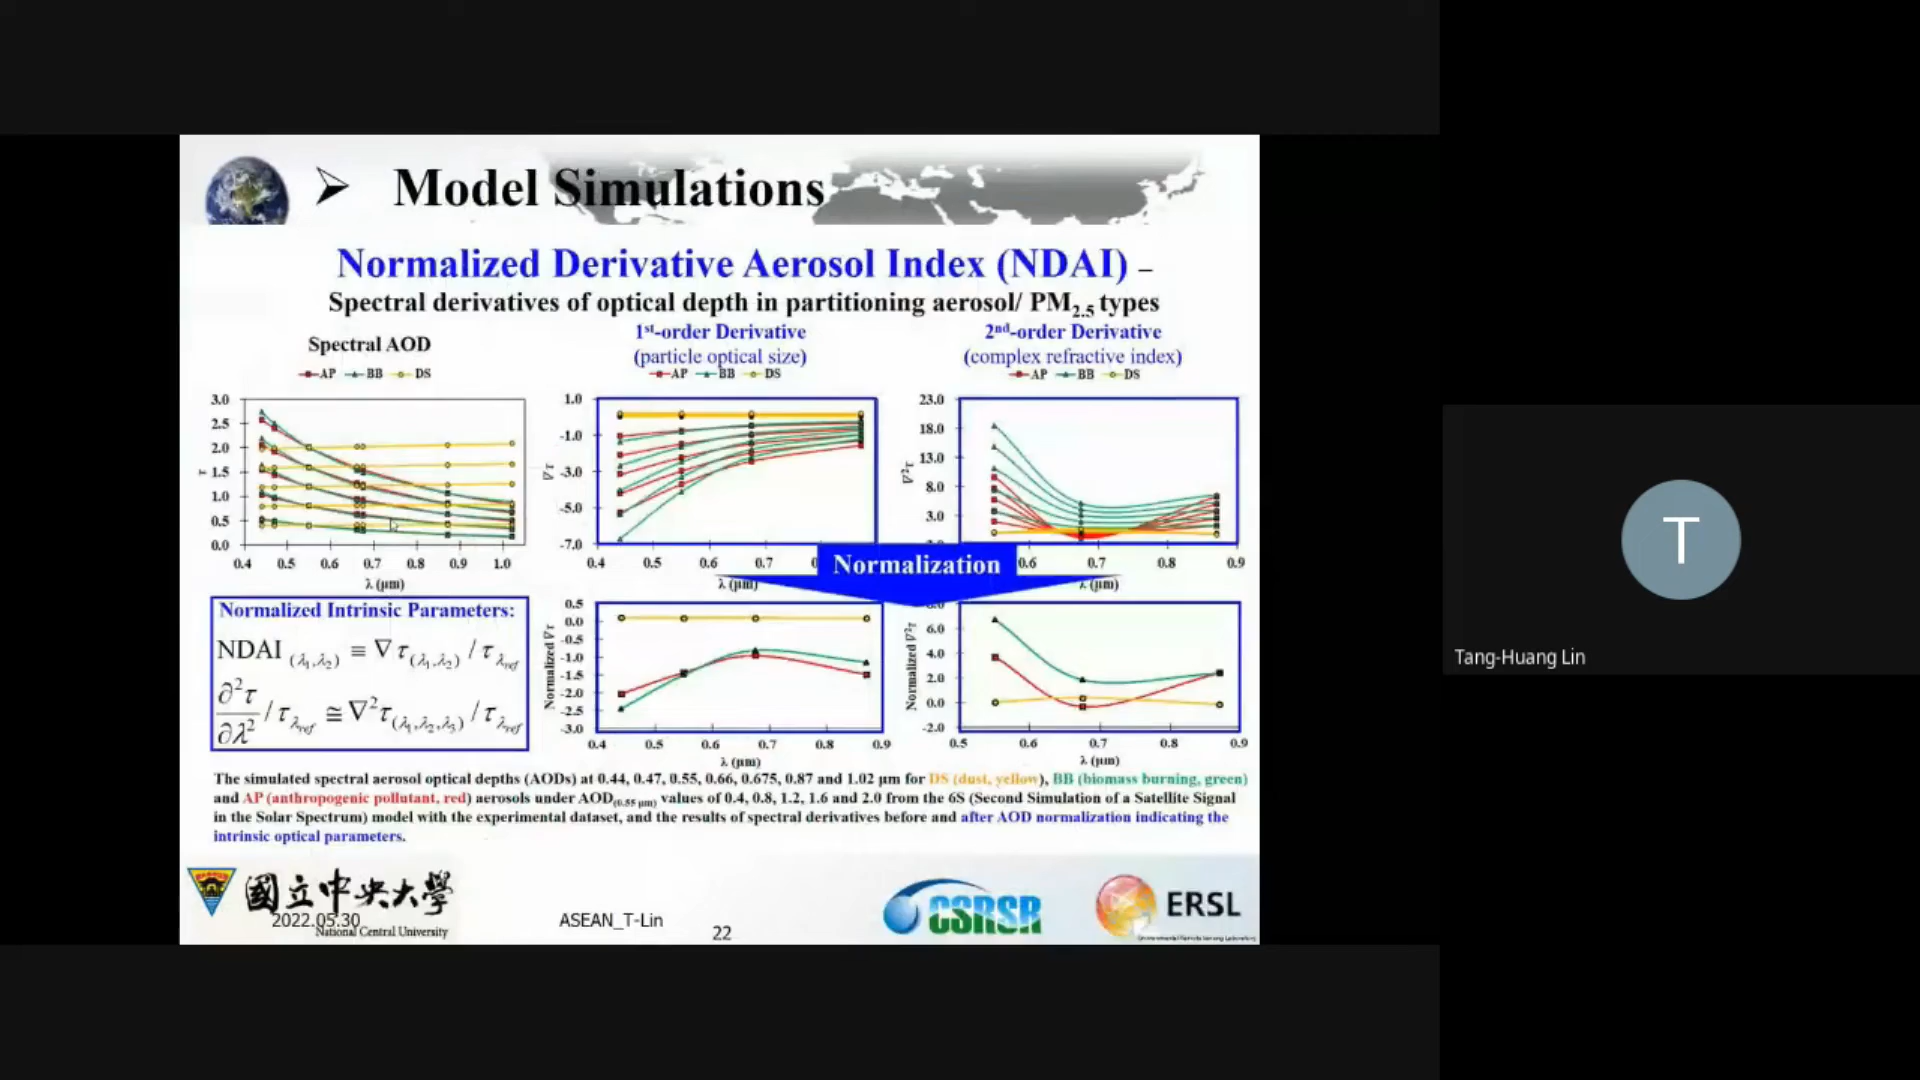 Model Simulations
Normalized Derivative Aerosol Index (NDAI) –
Spectral derivatives of optical depth in partitioning aerosol/ PM2.5 types
Spectral AOD
AP BB DS
3.0
2.5
2.0
1.5
1.0
0.5
0.0
τ
0.4 0.5 0.6 0.7 0.8 0.9 1.0
λ (μm)
1st-order Derivative
(particle optical size)
AP BB DS
1.0
-1.0
-3.0
-5.0
-7.0
∇τ
0.4 0.5 0.6 0.7
λ (μm)
2nd-order Derivative
(complex refractive index)
AP BB DS
23.0
18.0
13.0
8.0
3.0
∇²τ
0.6 0.7 0.8 0.9
λ (μm)
Normalization
Normalized Intrinsic Parameters:
NDAI (λ1,λ2) ≡ ∇τ(λ1,λ2) / τλref
∂²τ/∂λ² / τλref ≅ ∇²τ(λ1,λ2,λ3) / τλref
0.5
0.0
-0.5
-1.0
-1.5
-2.0
-2.5
-3.0
Normalized ∇τ
0.4 0.5 0.6 0.7 0.8 0.9
λ (μm)
6.0
4.0
2.0
0.0
-2.0
Normalized ∇²τ
0.5 0.6 0.7 0.8 0.9
λ (μm)
The simulated spectral aerosol optical depths (AODs) at 0.44, 0.47, 0.55, 0.66, 0.675, 0.87 and 1.02 μm for DS (dust, yellow), BB (biomass burning, green)
and AP (anthropogenic pollutant, red) aerosols under AOD(0.55 μm) values of 0.4, 0.8, 1.2, 1.6 and 2.0 from the 6S (Second Simulation of a Satellite Signal
in the Solar Spectrum) model with the experimental dataset, and the results of spectral derivatives before and after AOD normalization indicating the
intrinsic optical parameters.
國立中央大學
National Central University
2022.05.30
ASEAN_T-Lin
22
CSRSR
ERSL
T
Tang-Huang Lin